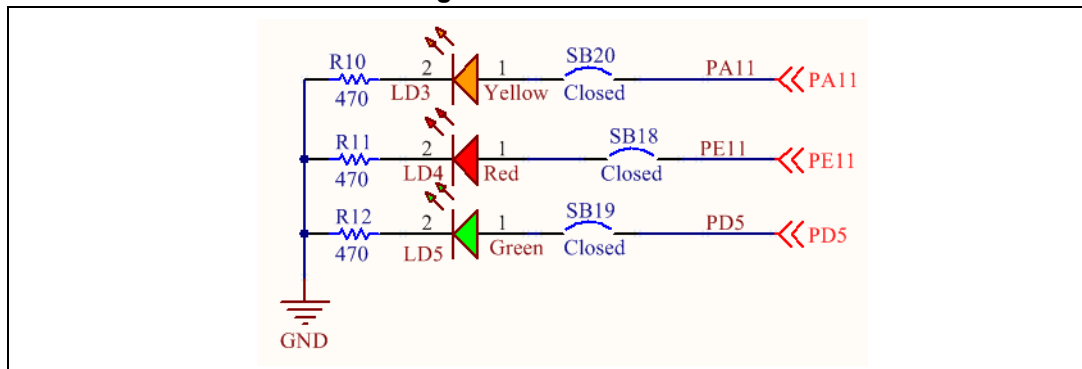 R10 2 1 SB20 PA11 PA11
470 LD3 Yellow Closed
R11 2 1 SB18 PE11 PE11
470 LD4 Red Closed
R12 2 1 SB19 PD5 PD5
470 LD5 Green Closed
GND